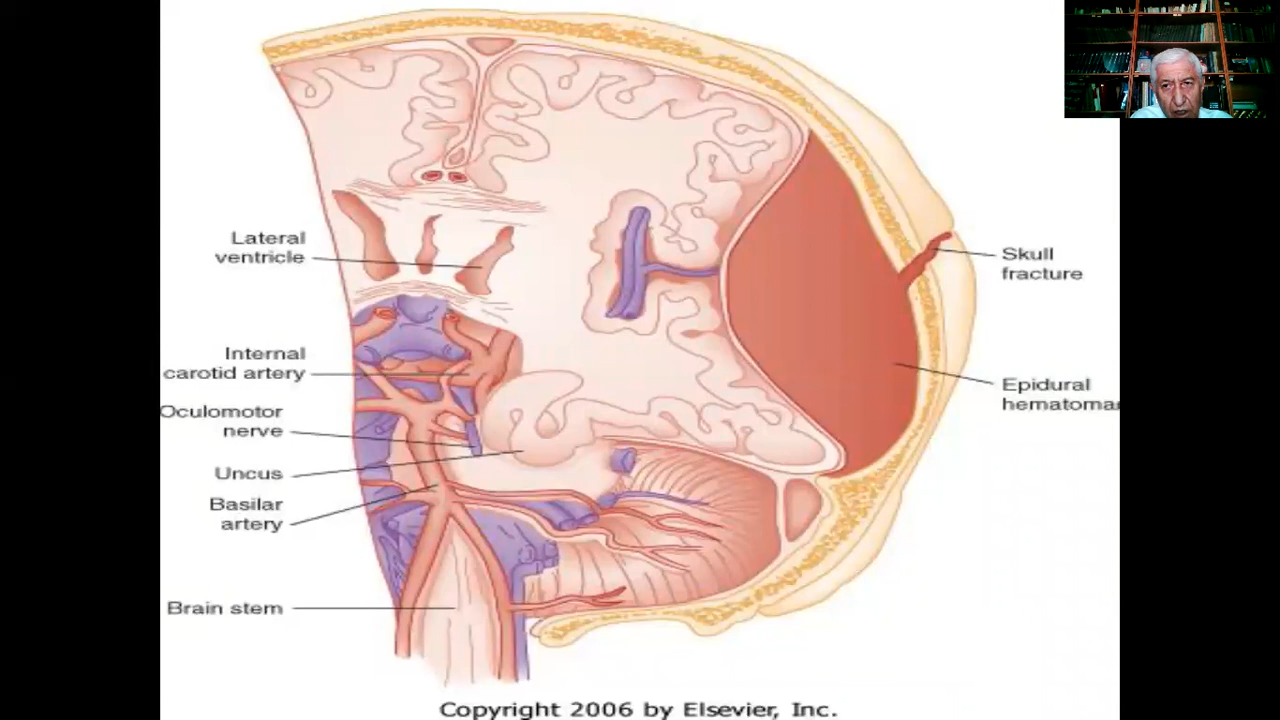 Lateral
ventricle
Internal
carotid artery
Oculomotor
nerve
Uncus
Basilar
artery
Brain stem
Skull
fracture
Epidural
hematoma
Copyright 2006 by Elsevier, Inc.